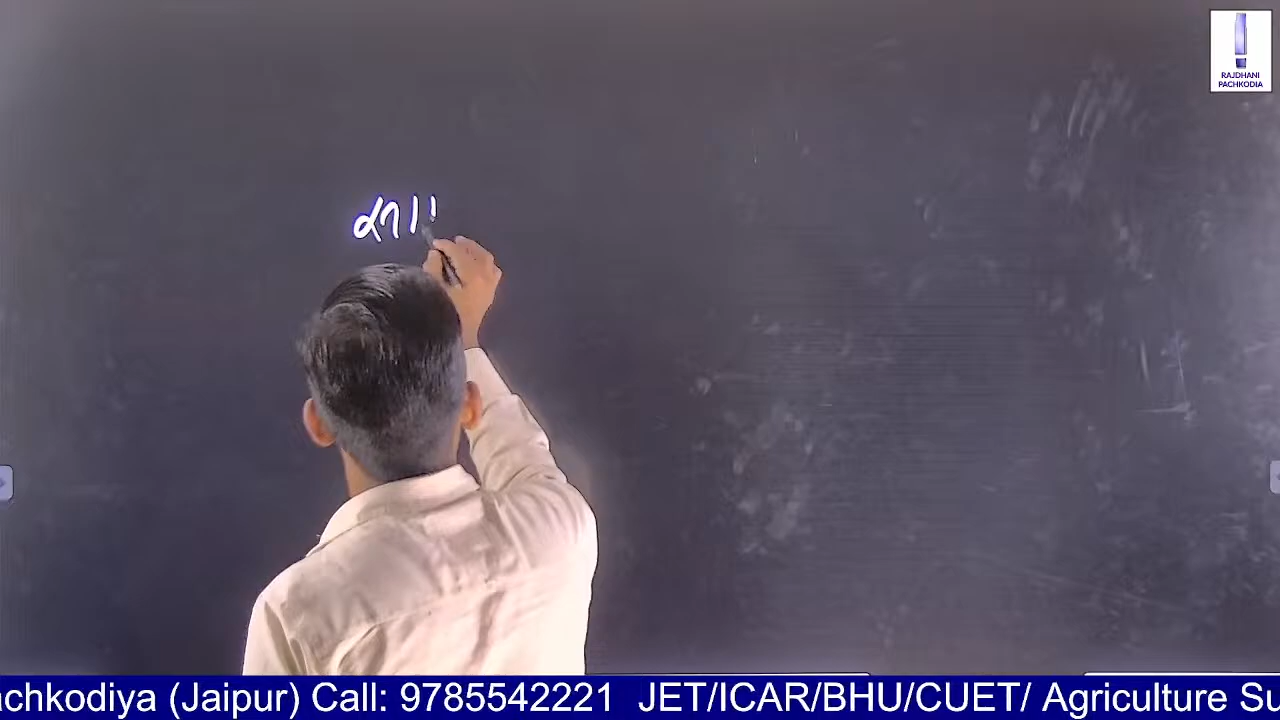 RAJDHANI
PACHKODIA
achkodiya (Jaipur) Call: 9785542221 JET/ICAR/BHU/CUET/ Agriculture Su